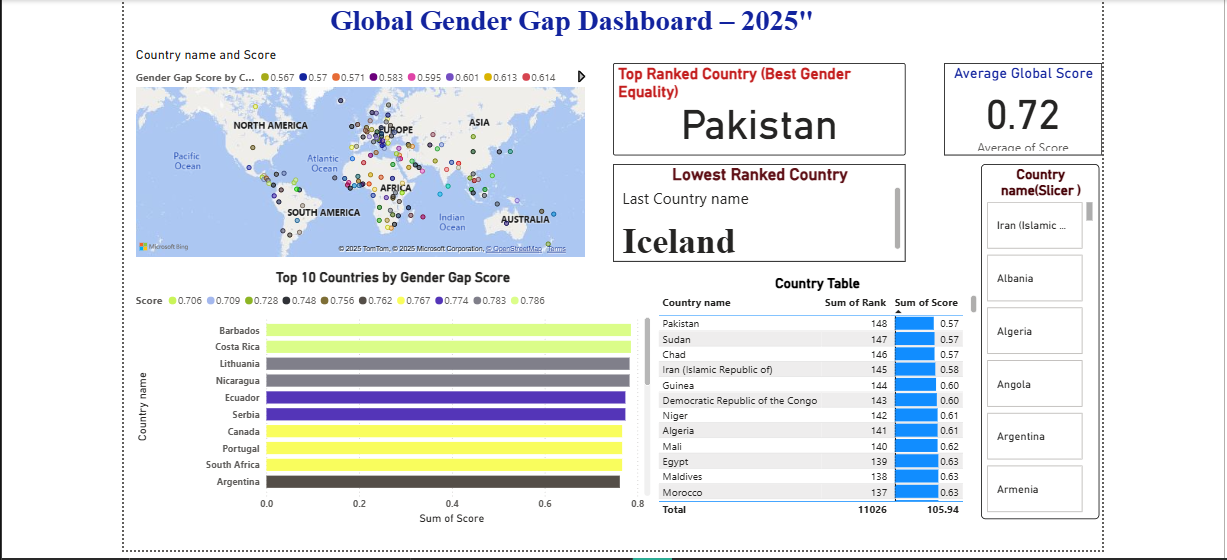 Global Gender Gap Dashboard – 2025"
Country name and Score
Gender Gap Score by C... 0.567 0.57 0.571 0.583 0.595 0.601 0.613 0.614
NORTH AMERICA
EUROPE
ASIA
Pacific
Ocean
Atlantic
Ocean
AFRICA
SOUTH AMERICA
Indian
Ocean
AUSTRALIA
Microsoft Bing
© 2025 TomTom, © 2025 Microsoft Corporation, © OpenStreetMap Terms
Top Ranked Country (Best Gender
Equality)
Pakistan
Average Global Score
0.72
Average of Score
Lowest Ranked Country
Last Country name
Iceland
Country
name(Slicer )
Iran (Islamic ...
Albania
Algeria
Angola
Argentina
Armenia
Top 10 Countries by Gender Gap Score
Score 0.706 0.709 0.728 0.748 0.756 0.762 0.767 0.774 0.783 0.786
Country name
Barbados
Costa Rica
Lithuania
Nicaragua
Ecuador
Serbia
Canada
Portugal
South Africa
Argentina
0.0 0.2 0.4 0.6 0.8
Sum of Score
Country Table
Country name Sum of Rank Sum of Score
Pakistan 148 0.57
Sudan 147 0.57
Chad 146 0.57
Iran (Islamic Republic of) 145 0.58
Guinea 144 0.60
Democratic Republic of the Congo 143 0.60
Niger 142 0.61
Algeria 141 0.61
Mali 140 0.62
Egypt 139 0.63
Maldives 138 0.63
Morocco 137 0.63
Total 11026 105.94